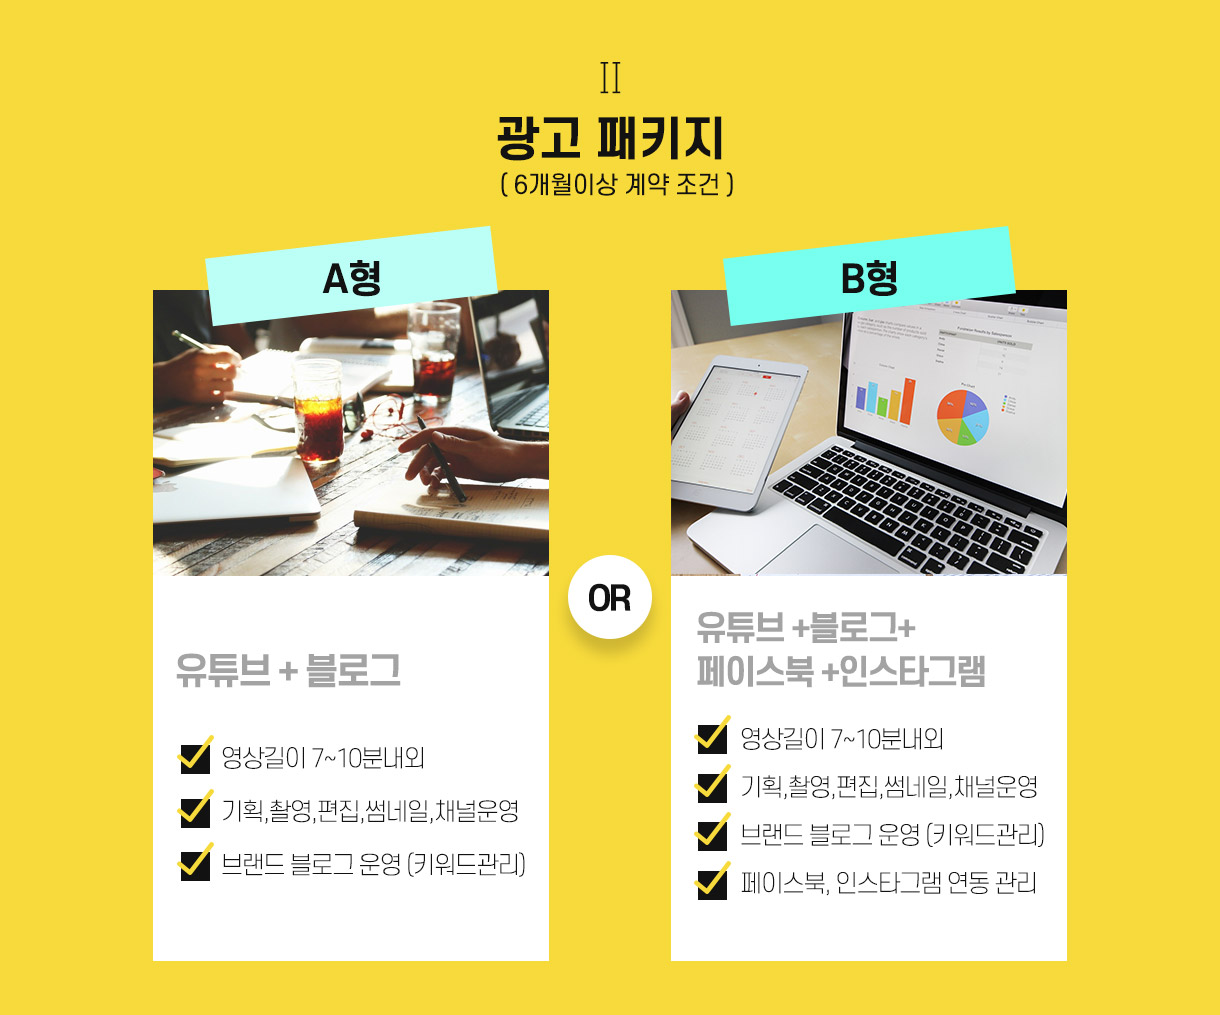 II
광고 패키지
( 6개월이상 계약 조건 )
A형
B형
OR
유튜브 + 블로그
영상길이 7~10분내외
기획,촬영,편집,썸네일,채널운영
브랜드 블로그 운영 (키워드관리)
유튜브 +블로그+
페이스북 +인스타그램
영상길이 7~10분내외
기획,촬영,편집,썸네일,채널운영
브랜드 블로그 운영 (키워드관리)
페이스북, 인스타그램 연동 관리